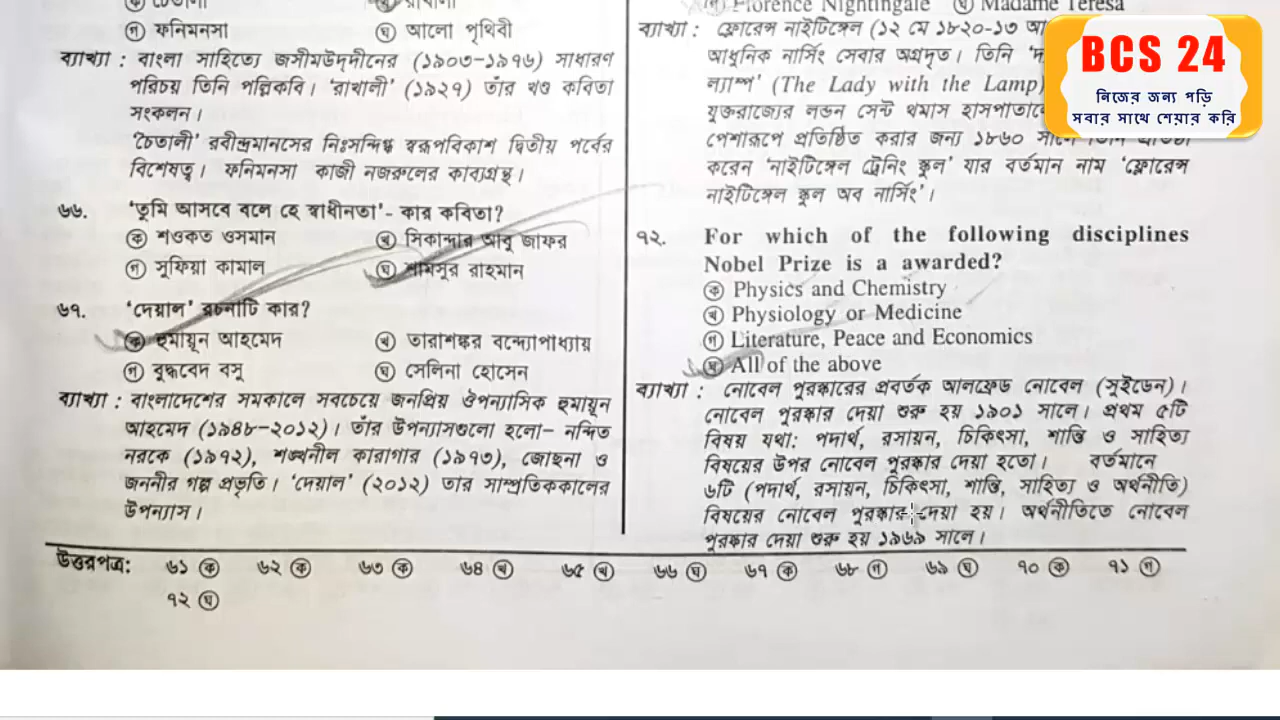 গ ফনিমনসা ঘ আলো পৃথিবী
ব্যাখ্যা : বাংলা সাহিত্যে জসীমউদ্‌দীনের (১৯০৩-১৯৭৬) সাধারণ
পরিচয় তিনি পল্লিকবি। 'রাখালী' (১৯২৭) তাঁর খণ্ড কবিতা
সংকলন।
'চৈতালী' রবীন্দ্রমানসের নিঃসন্দিগ্ধ স্বরূপবিকাশ দ্বিতীয় পর্বের
বিশেষত্ব। ফনিমনসা কাজী নজরুলের কাব্যগ্রন্থ।
৬৬. 'তুমি আসবে বলে হে স্বাধীনতা'- কার কবিতা?
ক শওকত ওসমান খ সিকান্দার আবু জাফর
গ সুফিয়া কামাল ঘ শামসুর রাহমান
৬৭. 'দেয়াল' রচনাটি কার?
ক হুমায়ূন আহমেদ খ তারাশঙ্কর বন্দ্যোপাধ্যায়
গ বুদ্ধবেদ বসু ঘ সেলিনা হোসেন
ব্যাখ্যা : বাংলাদেশের সমকালে সবচেয়ে জনপ্রিয় ঔপন্যাসিক হুমায়ূন
আহমেদ (১৯৪৮-২০১২)। তাঁর উপন্যাসগুলো হলো- নন্দিত
নরকে (১৯৭২), শঙ্খনীল কারাগার (১৯৭৩), জোছনা ও
জননীর গল্প প্রভৃতি। 'দেয়াল' (২০১২) তার সাম্প্রতিককালের
উপন্যাস।
গ Florence Nightingale ঘ Madame Teresa
ব্যাখ্যা : ফ্লোরেন্স নাইটিঙ্গেল (১২ মে ১৮২০-১৩
আধুনিক নার্সিং সেবার অগ্রদূত। তিনি
ল্যাম্প' (The Lady with the Lamp)
যুক্তরাজ্যের লন্ডন সেন্ট থমাস হাসপাতালে
পেশারূপে প্রতিষ্ঠিত করার জন্য ১৮৬০ সালে তিনি
করেন 'নাইটিঙ্গেল ট্রেনিং স্কুল' যার বর্তমান নাম 'ফ্লোরেন্স
নাইটিঙ্গেল স্কুল অব নার্সিং'।
৭২. For which of the following disciplines
Nobel Prize is a awarded?
ক Physics and Chemistry
খ Physiology or Medicine
গ Literature, Peace and Economics
ঘ All of the above
ব্যাখ্যা : নোবেল পুরস্কারের প্রবর্তক আলফ্রেড নোবেল (সুইডেন)।
নোবেল পুরস্কার দেয়া শুরু হয় ১৯০১ সালে। প্রথম ৫টি
বিষয় যথা: পদার্থ, রসায়ন, চিকিৎসা, শান্তি ও সাহিত্য
বিষয়ের উপর নোবেল পুরস্কার দেয়া হতো। বর্তমানে
৬টি (পদার্থ, রসায়ন, চিকিৎসা, শান্তি, সাহিত্য ও অর্থনীতি)
বিষয়ের নোবেল পুরস্কার দেয়া হয়। অর্থনীতিতে নোবেল
পুরস্কার দেয়া শুরু হয় ১৯৬৯ সালে।
উত্তরপত্র: ৬১ ক ৬২ ক ৬৩ ক ৬৪ খ ৬৫ খ ৬৬ ঘ ৬৭ ক ৬৮ গ ৬৯ ঘ ৭০ ক ৭১ গ
৭২ ঘ
BCS 24
নিজের জন্য পড়ি
সবার সাথে শেয়ার করি